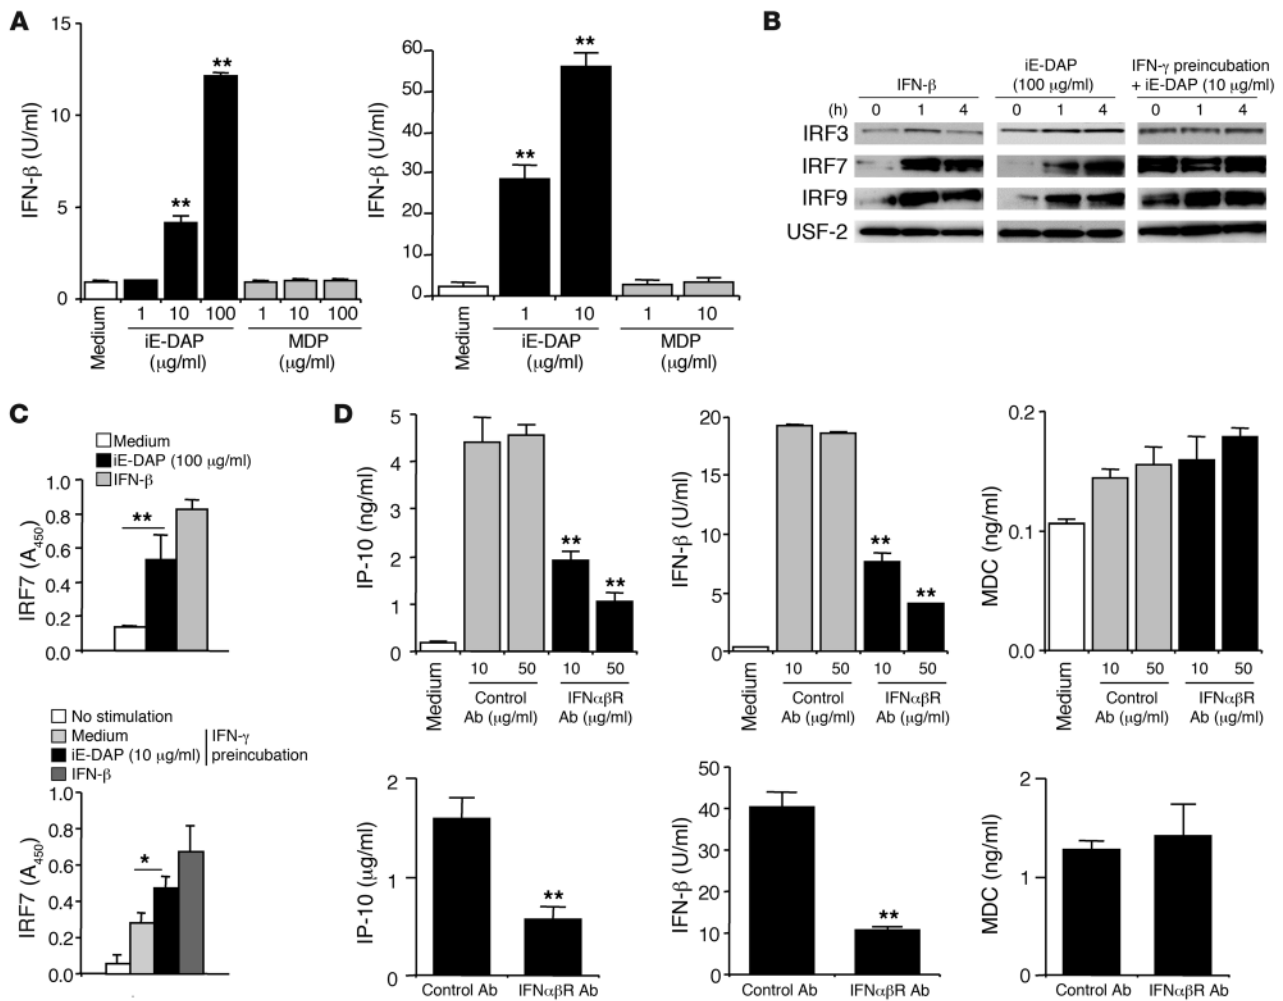 A
15
10
5
0
IFN-β (U/ml)
**
**
Medium
1 10 100 1 10 100
iE-DAP MDP
(μg/ml) (μg/ml)
60
50
40
30
20
10
0
IFN-β (U/ml)
**
**
Medium
1 10 1 10
iE-DAP MDP
(μg/ml) (μg/ml)
B
IFN-β
iE-DAP
(100 μg/ml)
IFN-γ preincubation
+ iE-DAP (10 μg/ml)
(h) 0 1 4 0 1 4 0 1 4
IRF3
IRF7
IRF9
USF-2
C
Medium
iE-DAP (100 μg/ml)
IFN-β
1.0
0.8
0.6
0.4
0.2
0.0
IRF7 (A450)
**
No stimulation
Medium
iE-DAP (10 μg/ml)
IFN-β
IFN-γ
preincubation
1.0
0.8
0.6
0.4
0.2
0.0
IRF7 (A450)
*
D
5
4
3
2
1
0
IP-10 (ng/ml)
**
**
Medium
10 50 10 50
Control IFNαβR
Ab (μg/ml) Ab (μg/ml)
20
15
10
5
0
IFN-β (U/ml)
**
**
Medium
10 50 10 50
Control IFNαβR
Ab (μg/ml) Ab (μg/ml)
0.2
0.1
0.0
MDC (ng/ml)
Medium
10 50 10 50
Control IFNαβR
Ab (μg/ml) Ab (μg/ml)
2
1
0
IP-10 (μg/ml)
**
Control Ab IFNαβR Ab
50
40
30
20
10
0
IFN-β (U/ml)
**
Control Ab IFNαβR Ab
2
1
0
MDC (ng/ml)
Control Ab IFNαβR Ab